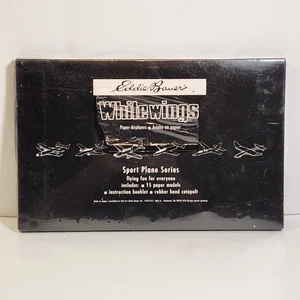 Eddie Bauer
Whitewings
Paper Airplanes • Avions en papier
Sport Plane Series
flying fun for everyone
includes: • 15 paper models
• instruction booklet • rubber band catapult